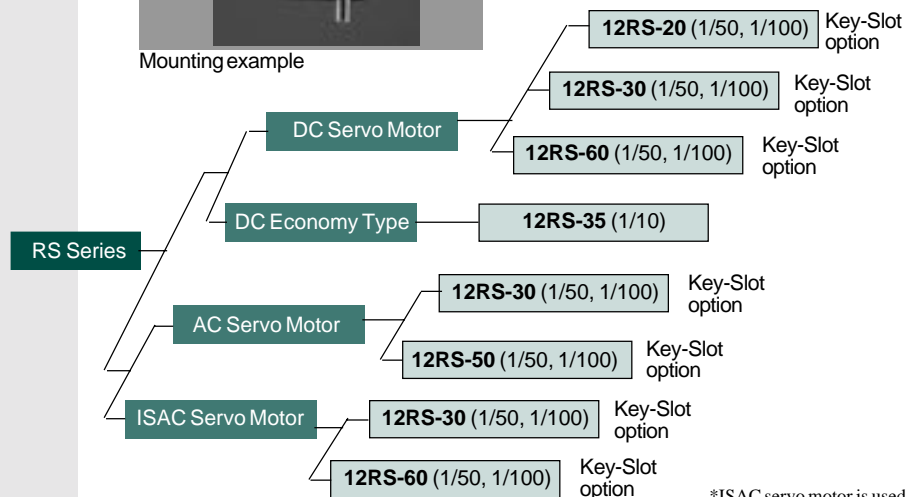 Mounting example
RS Series
DC Servo Motor
12RS-20 (1/50, 1/100)
Key-Slot
option
12RS-30 (1/50, 1/100)
Key-Slot
option
12RS-60 (1/50, 1/100)
Key-Slot
option
DC Economy Type
12RS-35 (1/10)
AC Servo Motor
12RS-30 (1/50, 1/100)
Key-Slot
option
12RS-50 (1/50, 1/100)
Key-Slot
option
ISAC Servo Motor
12RS-30 (1/50, 1/100)
Key-Slot
option
12RS-60 (1/50, 1/100)
Key-Slot
option
*ISAC servo motor is used